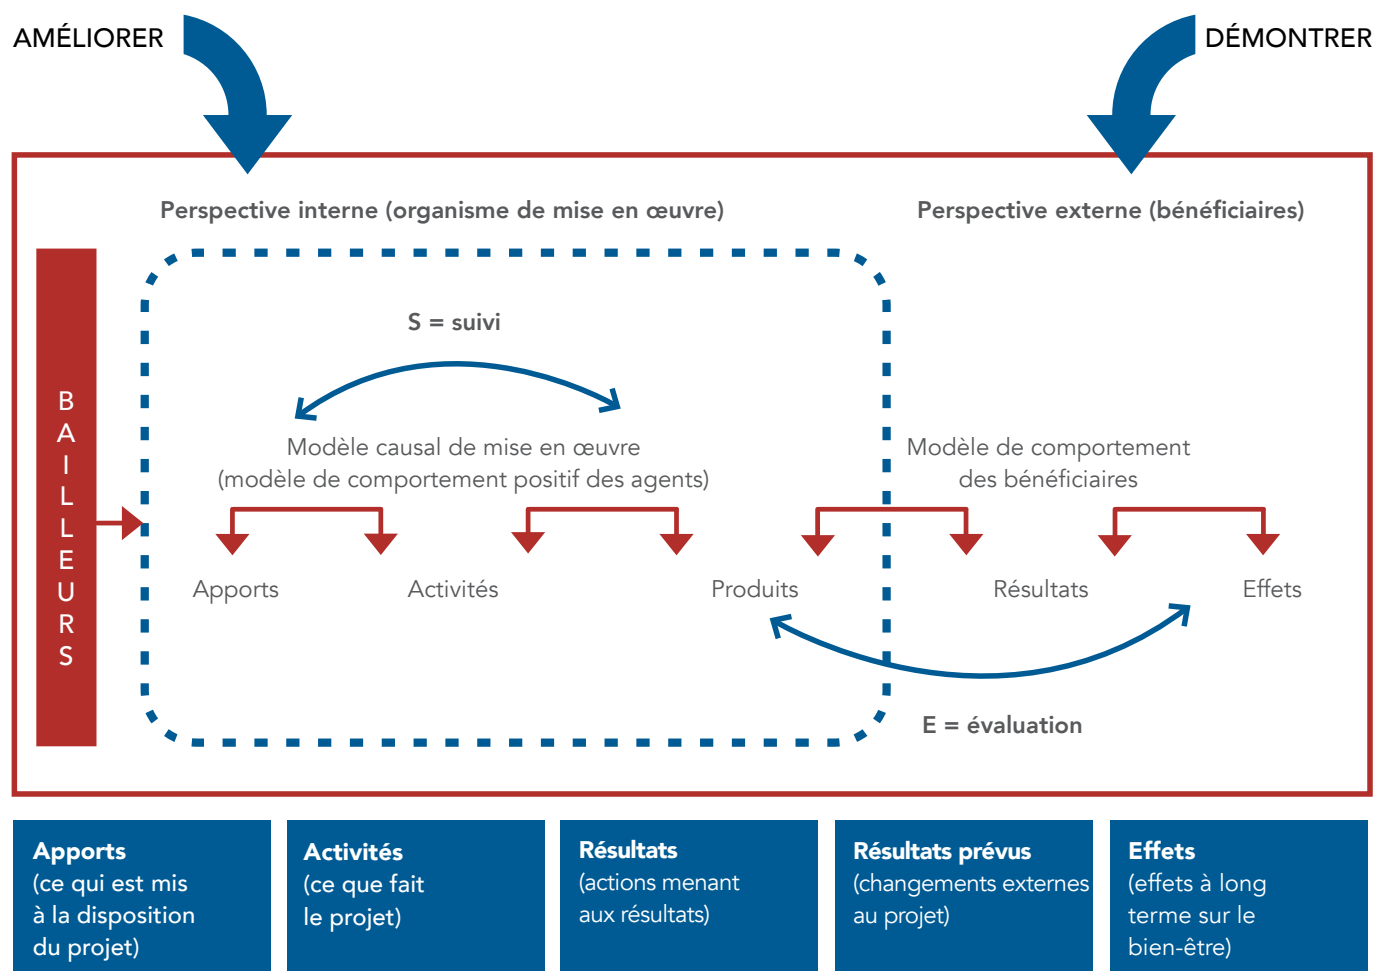 AMÉLIORER
DÉMONTRER
Perspective interne (organisme de mise en œuvre)
Perspective externe (bénéficiaires)
BAILLEURS
S = suivi
Modèle causal de mise en œuvre
(modèle de comportement positif des agents)
Modèle de comportement
des bénéficiaires
Apports
Activités
Produits
Résultats
Effets
E = évaluation
Apports
(ce qui est mis
à la disposition
du projet)
Activités
(ce que fait
le projet)
Résultats
(actions menant
aux résultats)
Résultats prévus
(changements externes
au projet)
Effets
(effets à long
terme sur le
bien-être)